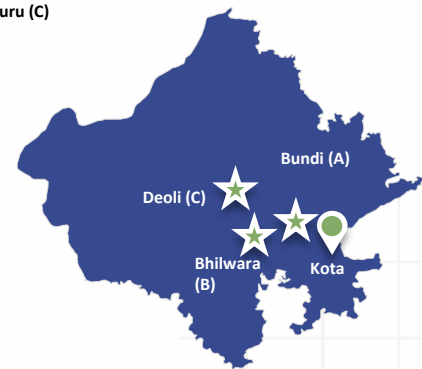 uru (C)
Bundi (A)
Deoli (C)
Bhilwara
(B)
Kota